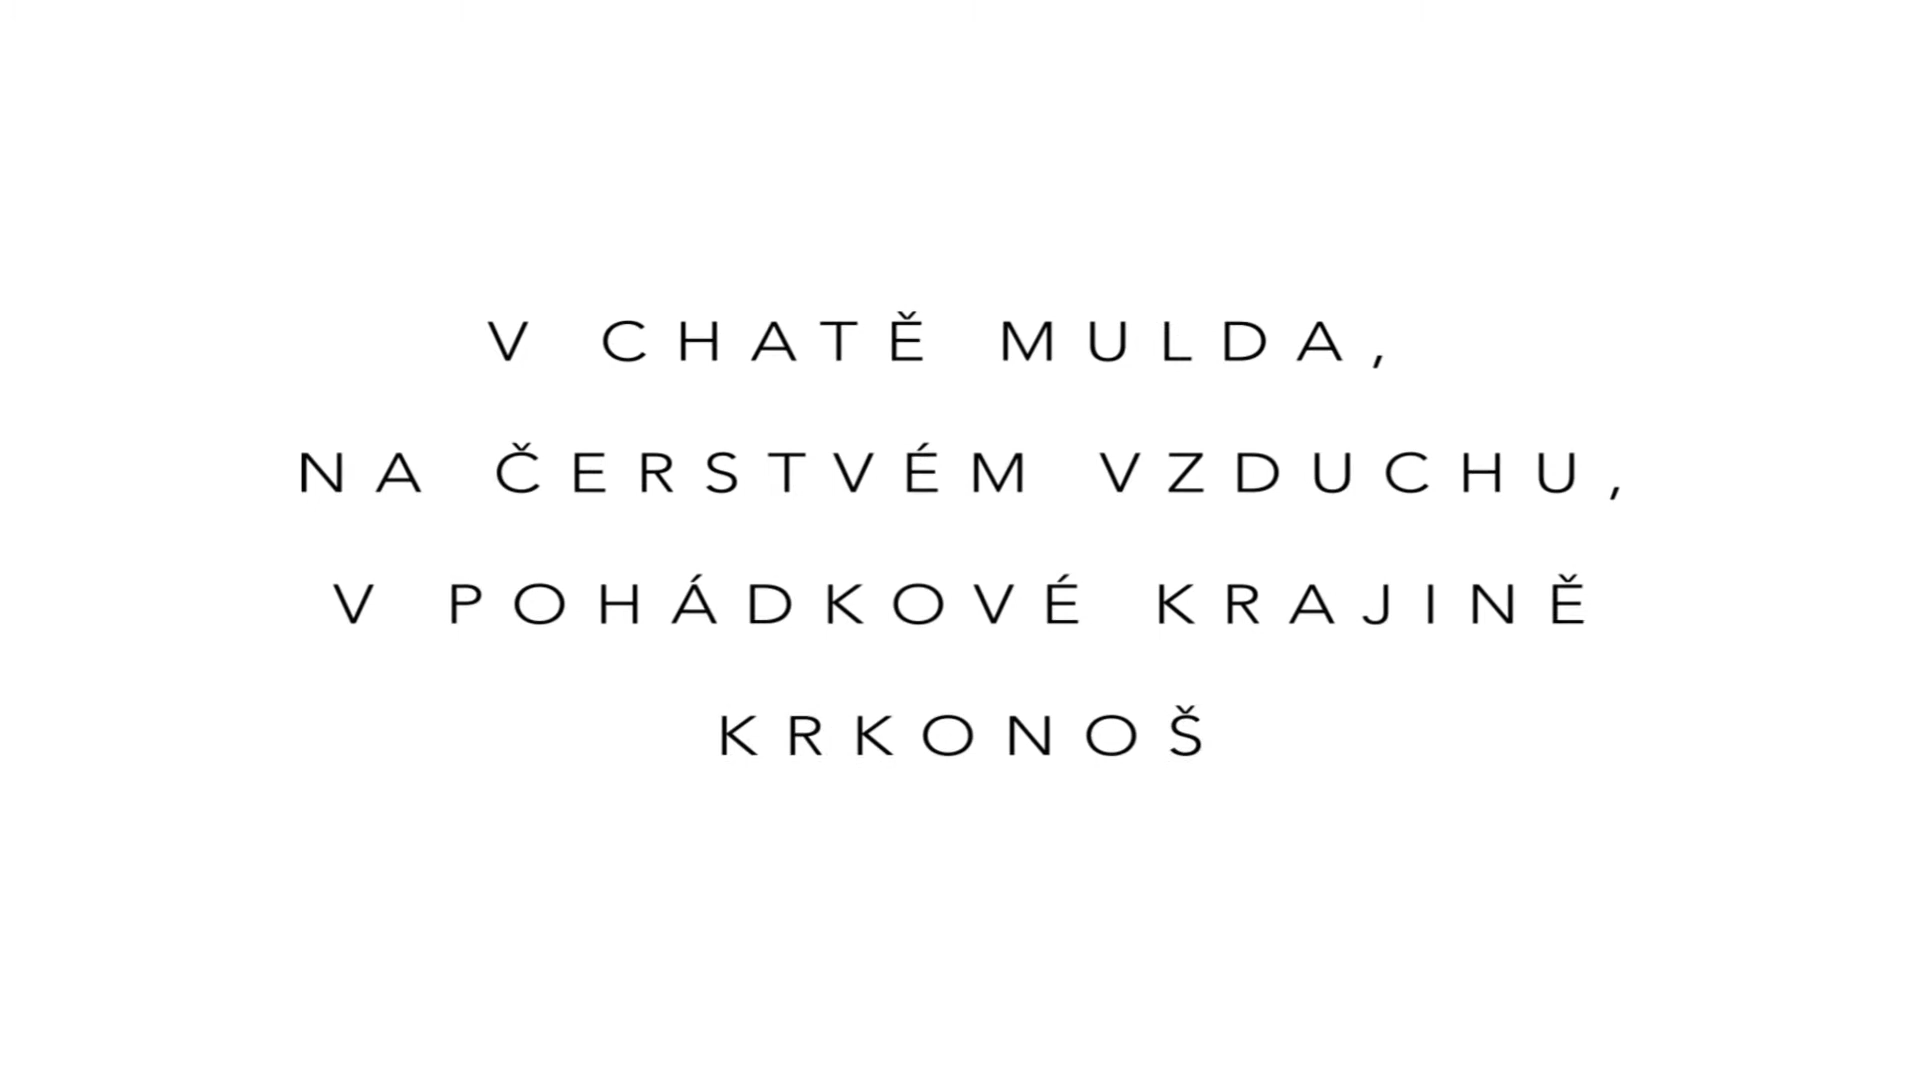 V CHATĚ MULDA,
NA ČERSTVÉM VZDUCHU,
V POHÁDKOVÉ KRAJINĚ
KRKONOŠ